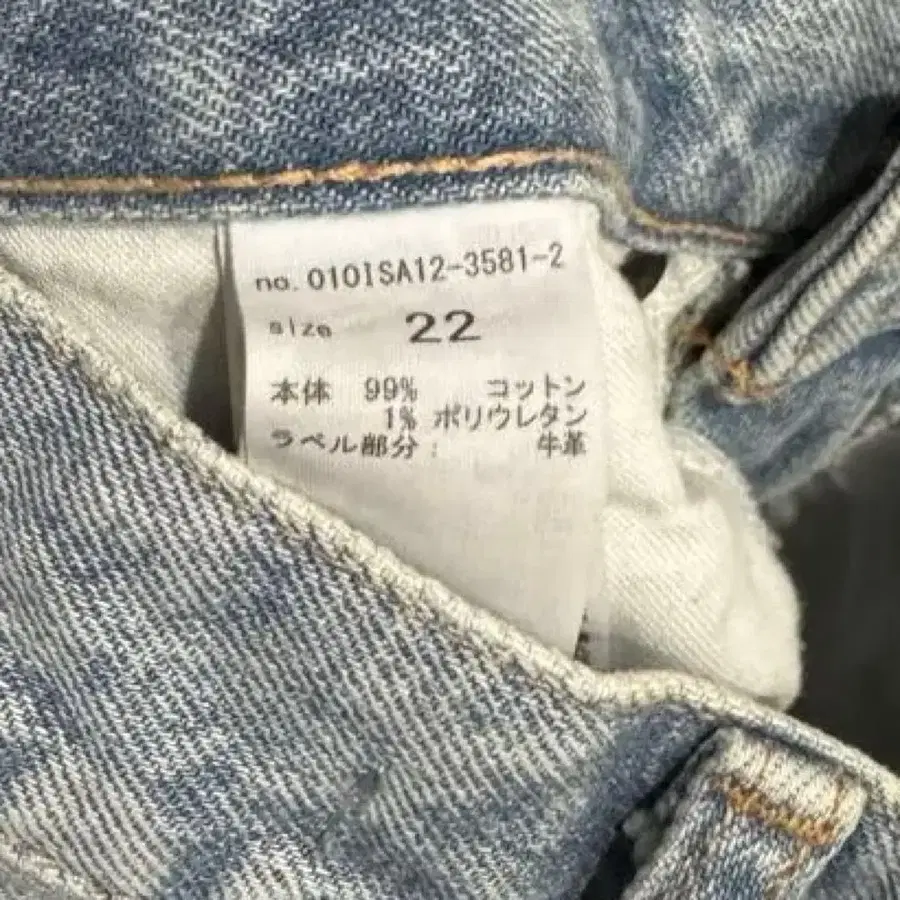 no. 0101SA12-3581-2
size 22
本体 99% コットン
1% ポリウレタン
ラベル部分: 牛革